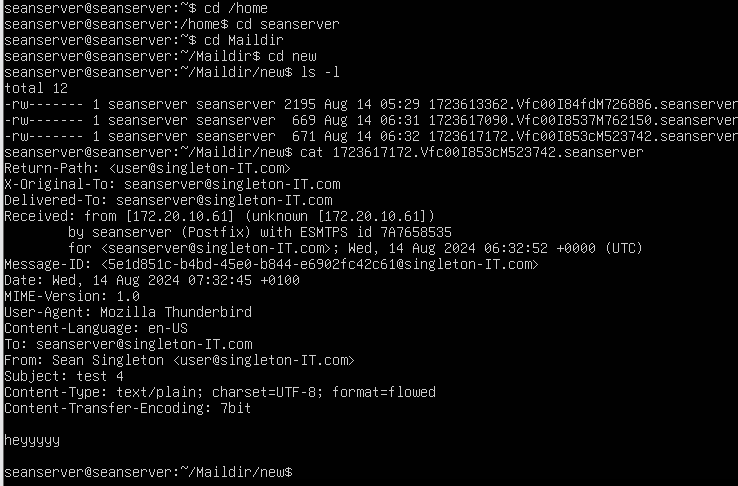 seanserver@seanserver:~$ cd /home
seanserver@seanserver:/home$ cd seanserver
seanserver@seanserver:~$ cd Maildir
seanserver@seanserver:~/Maildir$ cd new
seanserver@seanserver:~/Maildir/new$ ls -l
total 12
-rw------- 1 seanserver seanserver 2195 Aug 14 05:29 1723613362.Vfc00I84fdM726886.seanserver
-rw------- 1 seanserver seanserver  669 Aug 14 06:31 1723617090.Vfc00I8537M762150.seanserver
-rw------- 1 seanserver seanserver  671 Aug 14 06:32 1723617172.Vfc00I853cM523742.seanserver
seanserver@seanserver:~/Maildir/new$ cat 1723617172.Vfc00I853cM523742.seanserver
Return-Path: <user@singleton-IT.com>
X-Original-To: seanserver@singleton-IT.com
Delivered-To: seanserver@singleton-IT.com
Received: from [172.20.10.61] (unknown [172.20.10.61])
        by seanserver (Postfix) with ESMTPS id 7A7658535
        for <seanserver@singleton-IT.com>; Wed, 14 Aug 2024 06:32:52 +0000 (UTC)
Message-ID: <5e1d851c-b4bd-45e0-b844-e6902fc42c61@singleton-IT.com>
Date: Wed, 14 Aug 2024 07:32:45 +0100
MIME-Version: 1.0
User-Agent: Mozilla Thunderbird
Content-Language: en-US
To: seanserver@singleton-IT.com
From: Sean Singleton <user@singleton-IT.com>
Subject: test 4
Content-Type: text/plain; charset=UTF-8; format=flowed
Content-Transfer-Encoding: 7bit

heyyyyy

seanserver@seanserver:~/Maildir/new$